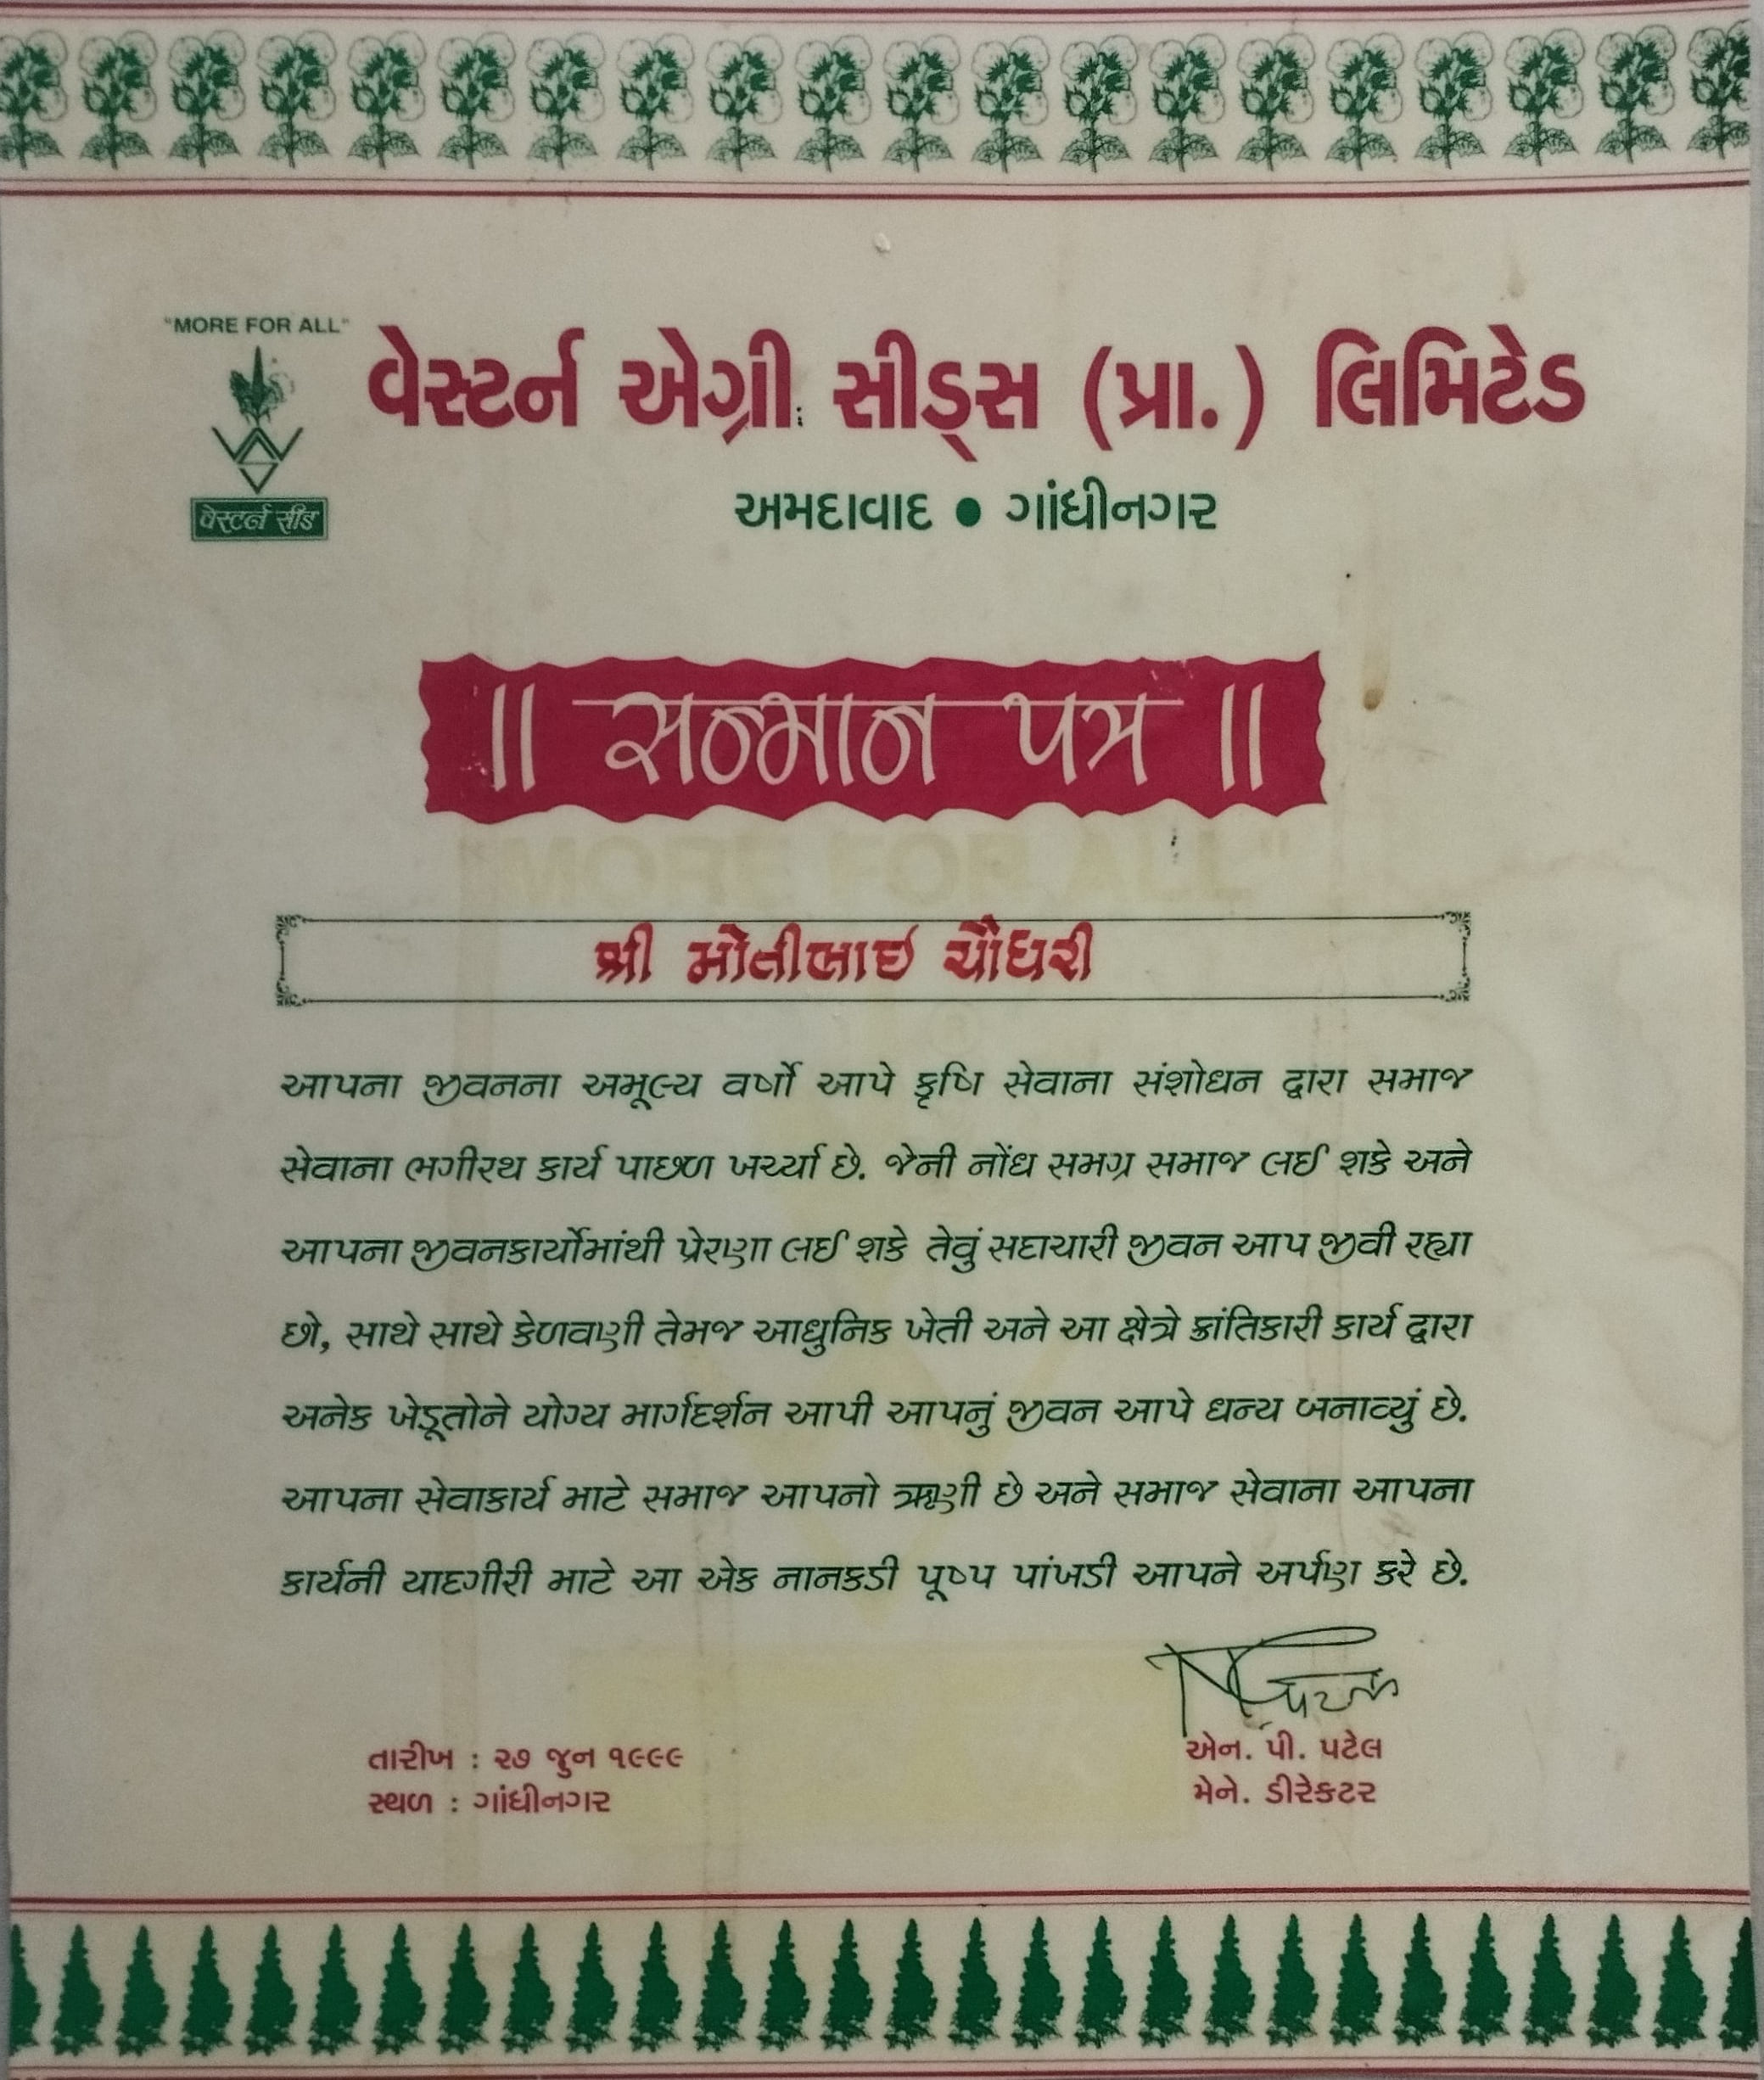 "MORE FOR ALL"
વેસ્ટર્ન એગ્રી સીડ્સ (પ્રા.) લિમિટેડ
वेस्टर्न सीड
અમદાવાદ ● ગાંધીનગર
|| સન્માન પત્ર ||
શ્રી મોતીભાઈ ચૌધરી
આપના જીવનના અમૂલ્ય વર્ષો આપે કૃષિ સેવાના સંશોધન દ્વારા સમાજ
સેવાના ભગીરથ કાર્ય પાછળ ખર્ચ્યા છે. જેની નોંધ સમગ્ર સમાજ લઈ શકે અને
આપના જીવનકાર્યોમાંથી પ્રેરણા લઈ શકે તેવું સદાચારી જીવન આપ જીવી રહ્યા
છો, સાથે સાથે કેળવણી તેમજ આધુનિક ખેતી અને આ ક્ષેત્રે ક્રાંતિકારી કાર્ય દ્વારા
અનેક ખેડૂતોને યોગ્ય માર્ગદર્શન આપી આપનું જીવન આપે ધન્ય બનાવ્યું છે.
આપના સેવાકાર્ય માટે સમાજ આપનો ઋણી છે અને સમાજ સેવાના આપના
કાર્યની યાદગીરી માટે આ એક નાનકડી પૂષ્પ પાંખડી આપને અર્પણ કરે છે.
તારીખ : ૨૭ જુન ૧૯૯૯
સ્થળ : ગાંધીનગર
એન. પી. પટેલ
મેને. ડીરેકટર